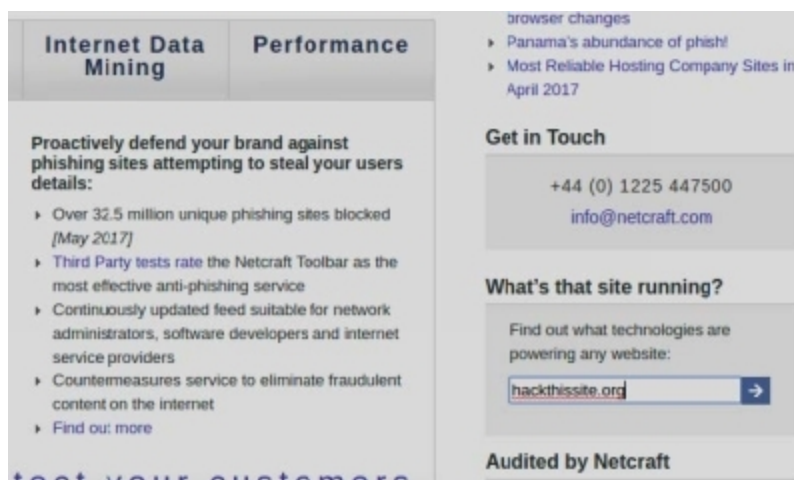 Internet Data
Mining
Performance
Proactively defend your brand against
phishing sites attempting to steal your users
details:
Over 32.5 million unique phishing sites blocked
[May 2017]
Third Party tests rate the Netcraft Toolbar as the
most effective anti-phishing service
Continuously updated feed suitable for network
administrators, software developers and internet
service providers
Countermeasures service to eliminate fraudulent
content on the internet
Find out more
browser changes
Panama's abundance of phish!
Most Reliable Hosting Company Sites in
April 2017
Get in Touch
+44 (0) 1225 447500
info@netcraft.com
What's that site running?
Find out what technologies are
powering any website:
hackthissite.org
Audited by Netcraft